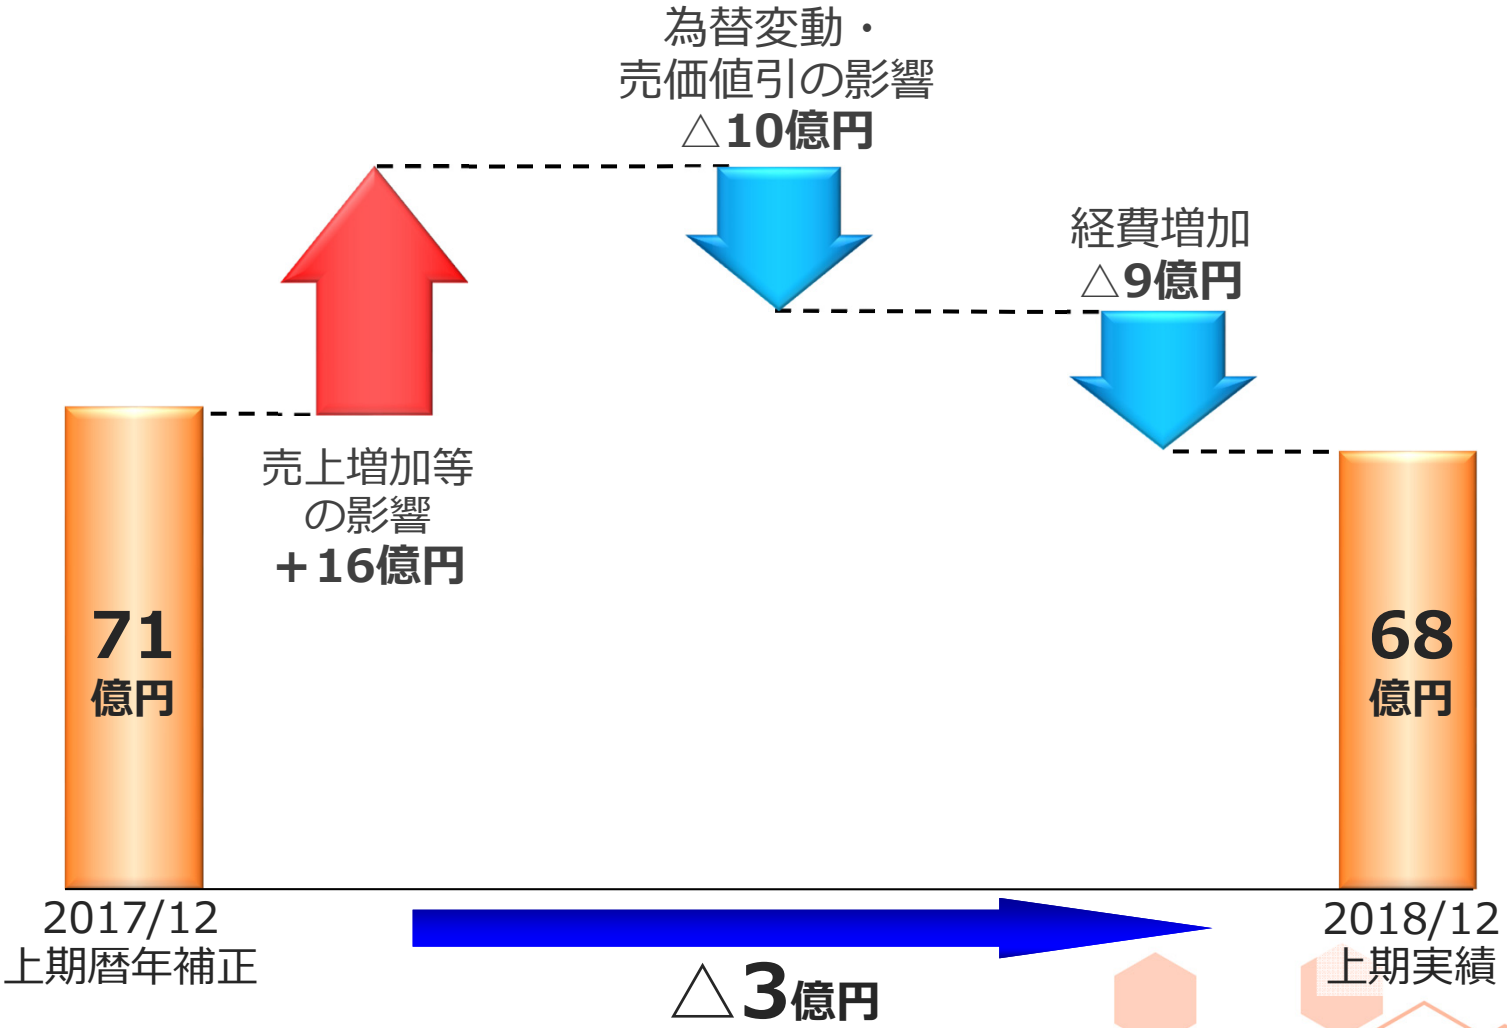 為替変動・
売価値引の影響
△10億円
経費増加
△9億円
売上増加等
の影響
＋16億円
71
億円
68
億円
2017/12
上期暦年補正
2018/12
上期実績
△3億円